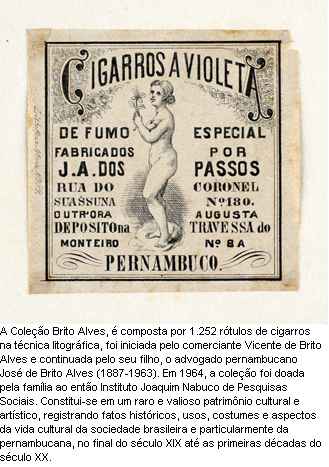 CIGARROS A VIOLETA
DE FUMO ESPECIAL
FABRICADOS POR
J.A. DOS PASSOS
RUA DO CORONEL
SUASSUNA Nº 180.
OUTR'ORA AUGUSTA
DEPOSITO na TRAVESSA do
MONTEIRO Nº 8A
PERNAMBUCO.
A Coleção Brito Alves, é composta por 1.252 rótulos de cigarros
na técnica litográfica, foi iniciada pelo comerciante Vicente de Brito
Alves e continuada pelo seu filho, o advogado pernambucano
José de Brito Alves (1887-1963). Em 1964, a coleção foi doada
pela família ao então Instituto Joaquim Nabuco de Pesquisas
Sociais. Constitui-se em um raro e valioso patrimônio cultural e
artístico, registrando fatos históricos, usos, costumes e aspectos
da vida cultural da sociedade brasileira e particularmente da
pernambucana, no final do século XIX até as primeiras décadas do
século XX.